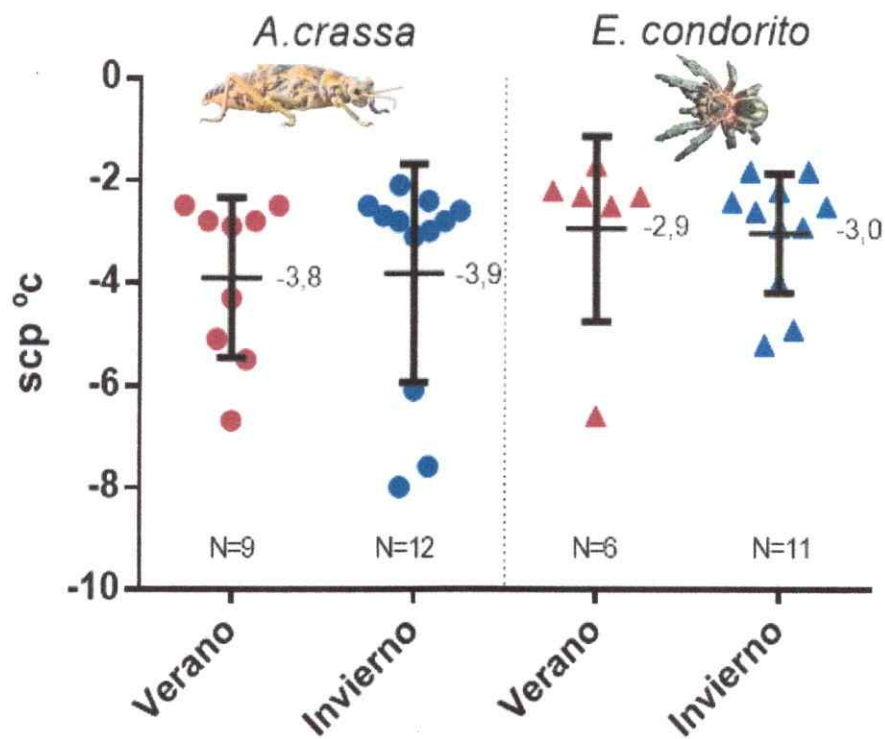 A.crassa
E. condorito
scp ºc
0
-2
-4
-6
-8
-10
-3,8
-3,9
-2,9
-3,0
N=9
N=12
N=6
N=11
Verano
Invierno
Verano
Invierno